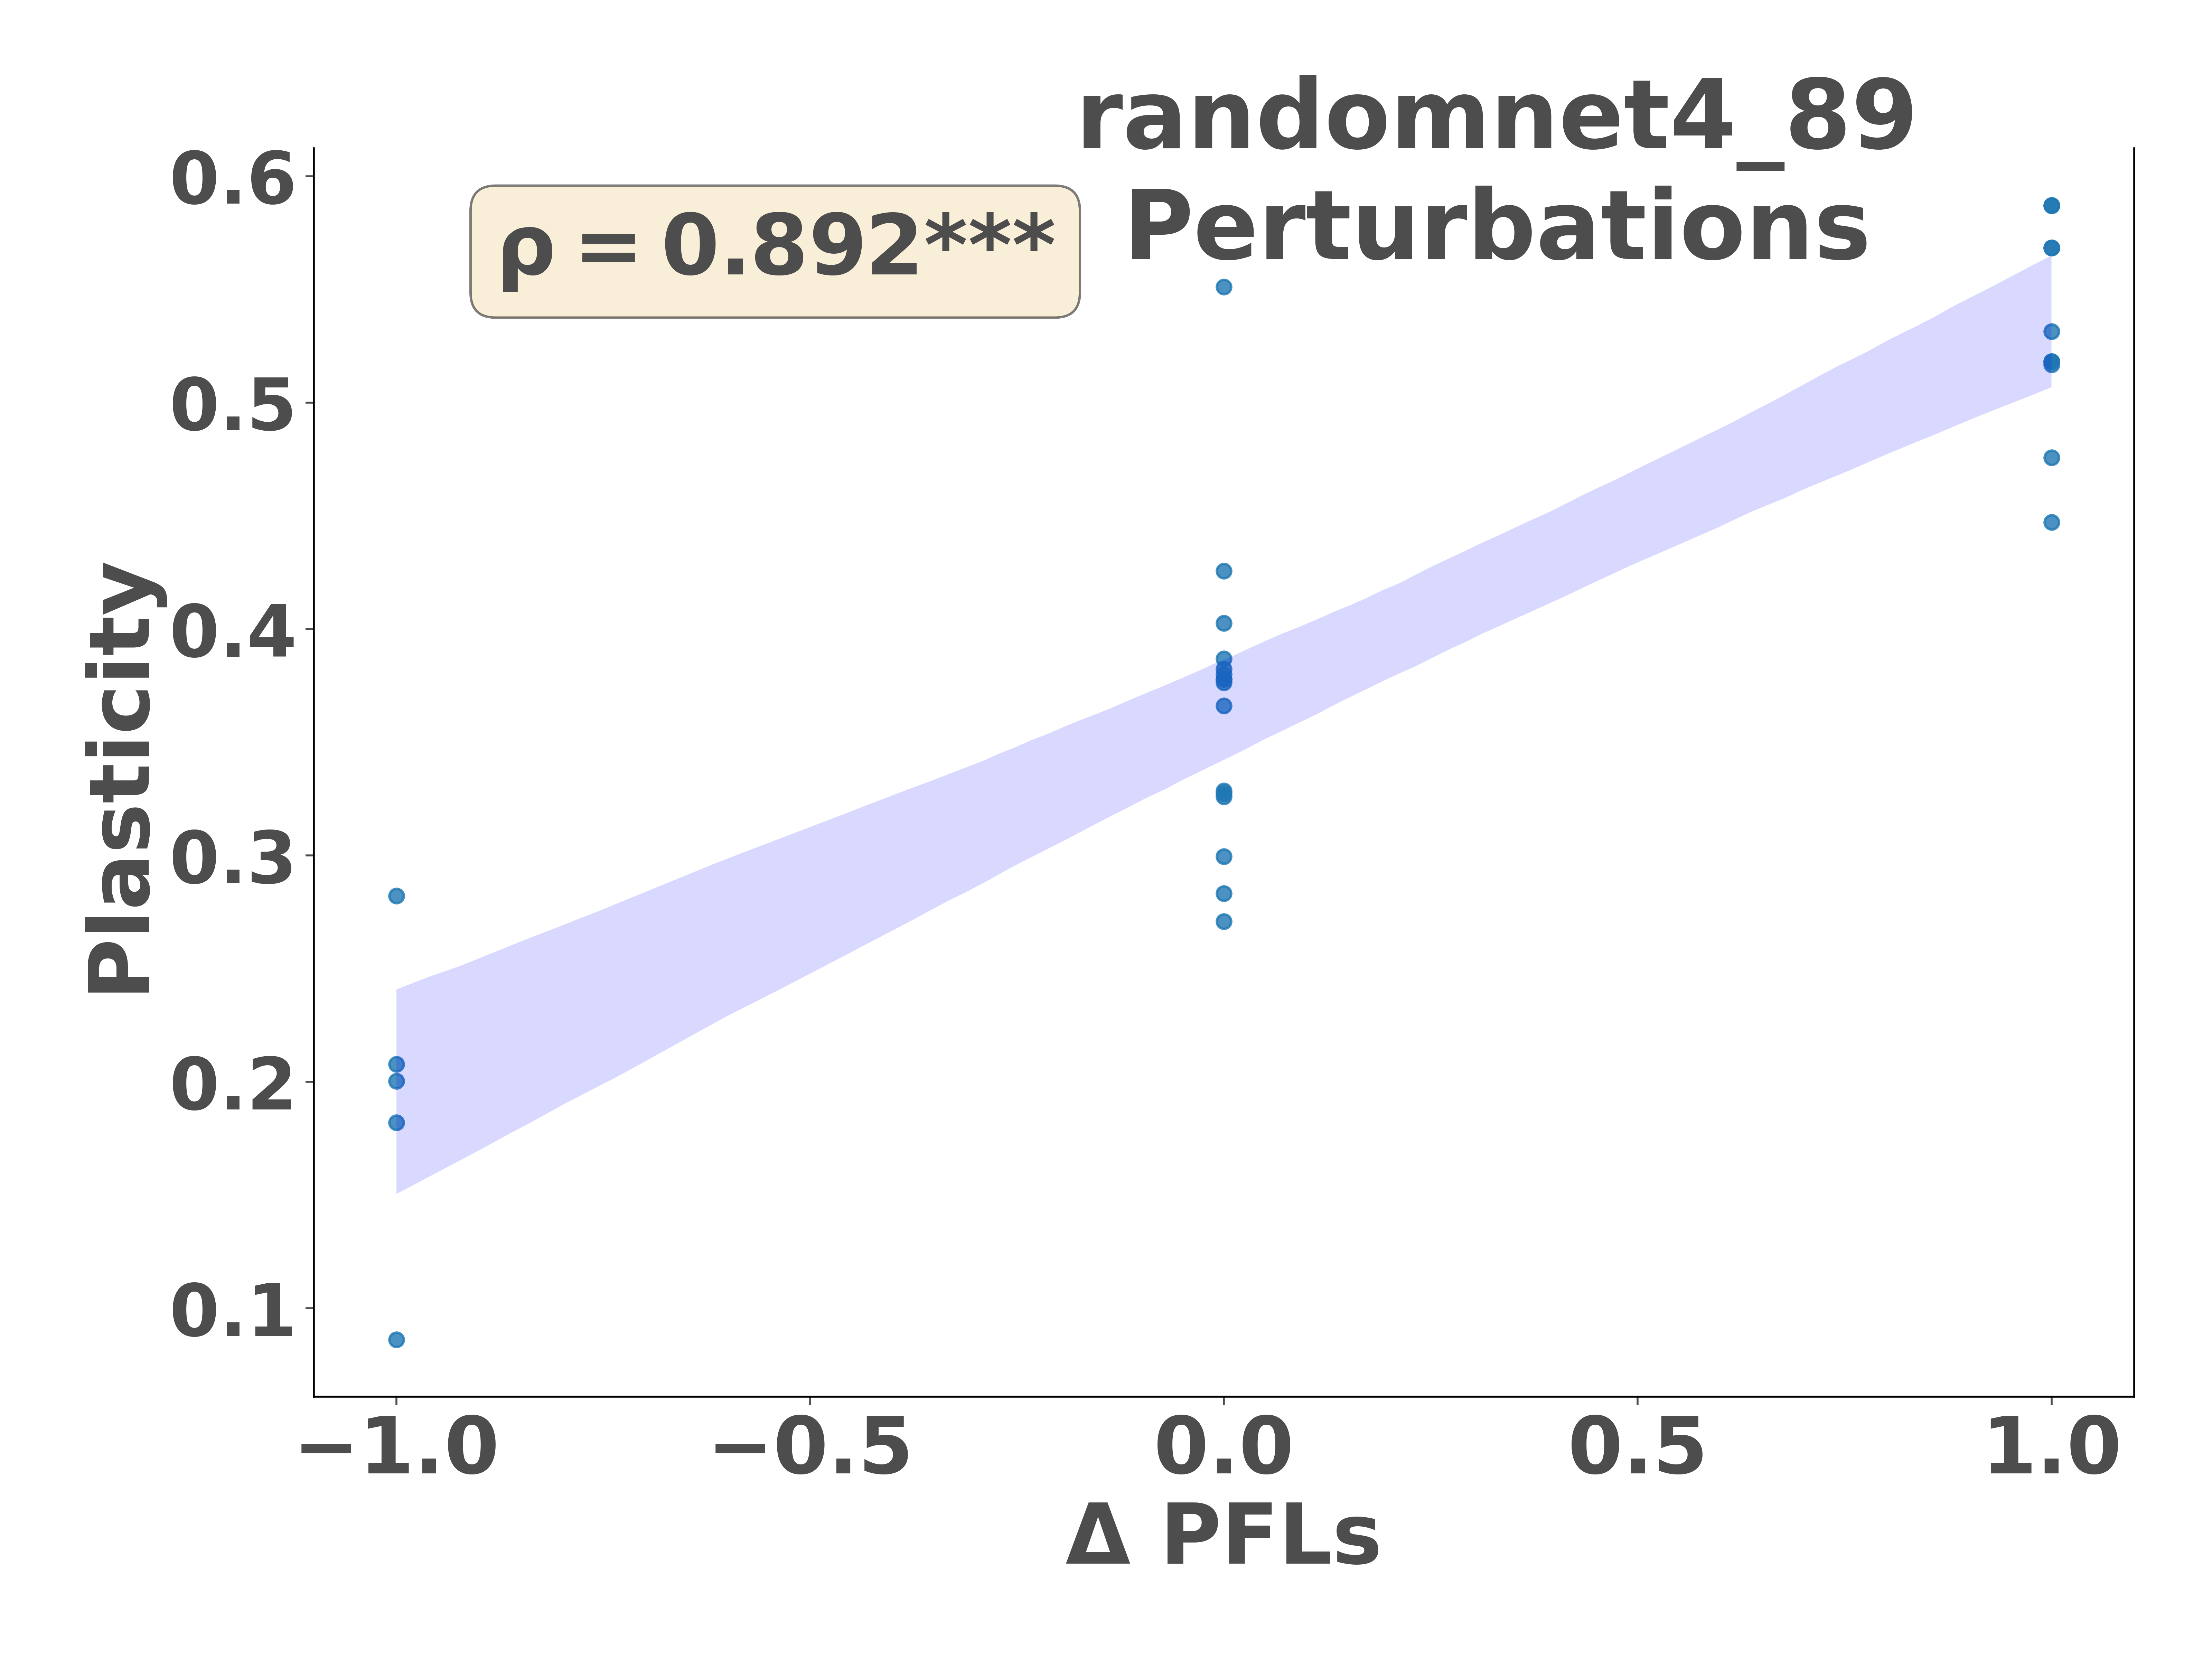 randomnet4_89
Perturbations
ρ = 0.892***
Plasticity
0.6
0.5
0.4
0.3
0.2
0.1
−1.0 −0.5 0.0 0.5 1.0
Δ PFLs